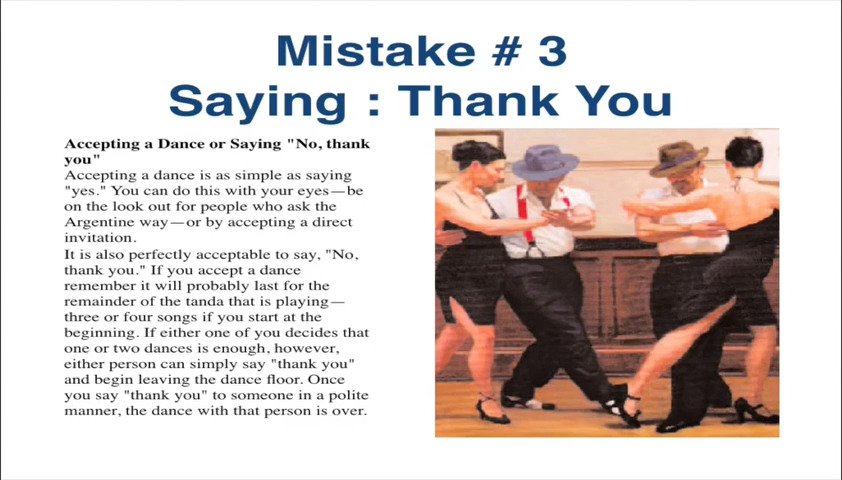 Mistake # 3
Saying : Thank You
Accepting a Dance or Saying "No, thank
you"
Accepting a dance is as simple as saying
"yes." You can do this with your eyes—be
on the look out for people who ask the
Argentine way—or by accepting a direct
invitation.
It is also perfectly acceptable to say, "No,
thank you." If you accept a dance
remember it will probably last for the
remainder of the tanda that is playing—
three or four songs if you start at the
beginning. If either one of you decides that
one or two dances is enough, however,
either person can simply say "thank you"
and begin leaving the dance floor. Once
you say "thank you" to someone in a polite
manner, the dance with that person is over.